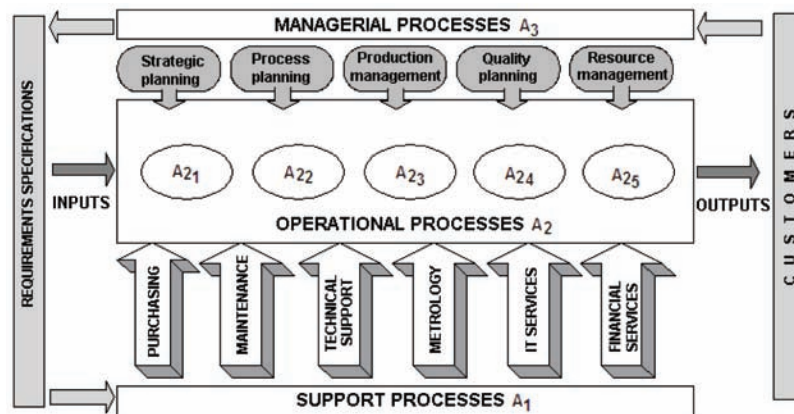 MANAGERIAL PROCESSES A3
Strategic
planning
Process
planning
Production
management
Quality
planning
Resource
management
REQUIREMENTS SPECIFICATIONS
INPUTS
A21
A22
A23
A24
A25
OPERATIONAL PROCESSES A2
OUTPUTS
CUSTOMERS
PURCHASING
MAINTENANCE
TECHNICAL
SUPPORT
METROLOGY
IT SERVICES
FINANCIAL
SERVICES
SUPPORT PROCESSES A1